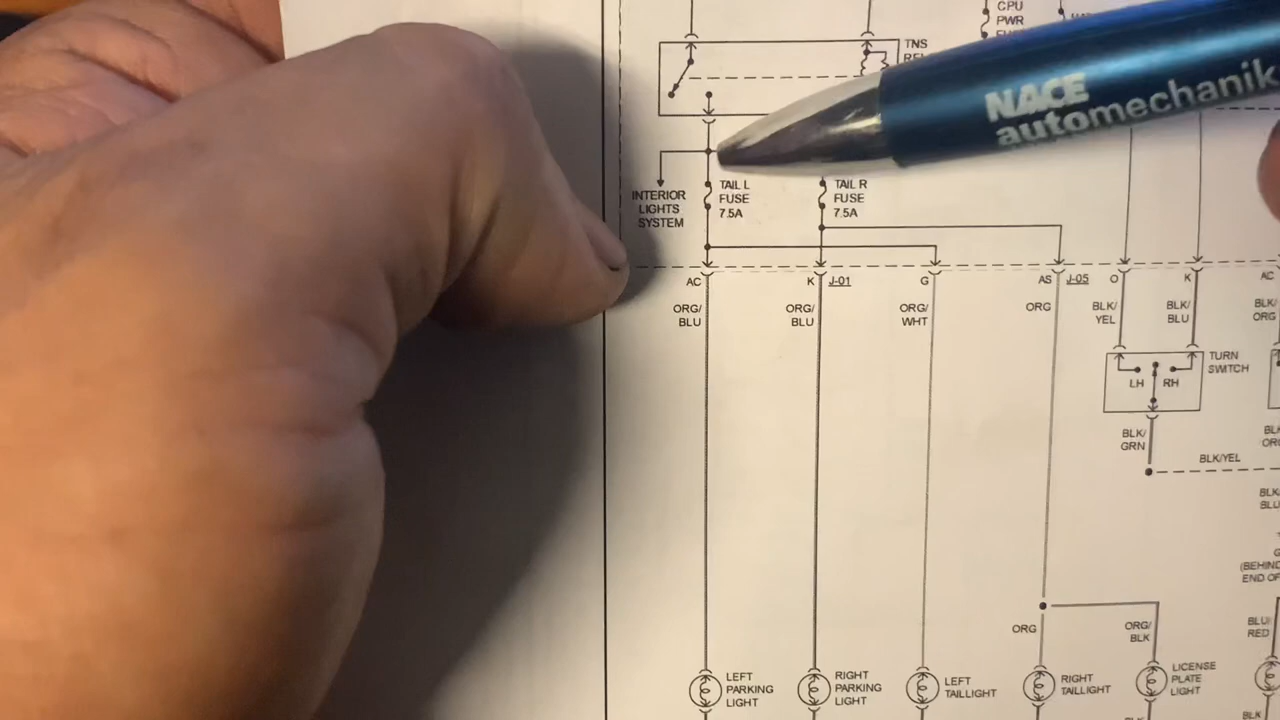 CPU
PWR
TNS
NACE
automechanik
INTERIOR
LIGHTS
SYSTEM
TAIL L
FUSE
7.5A
TAIL R
FUSE
7.5A
AC
K
J-01
G
AS
J-05
O
K
AC
ORG/
BLU
ORG/
BLU
ORG/
WHT
ORG
BLK/
YEL
BLK/
BLU
BLK/
ORG
LH
RH
TURN
SWITCH
BLK/
GRN
BLK/YEL
(BEHIND
END OF
ORG
ORG/
BLK
BLU/
RED
LEFT
PARKING
LIGHT
RIGHT
PARKING
LIGHT
LEFT
TAILLIGHT
RIGHT
TAILLIGHT
LICENSE
PLATE
LIGHT
BLK